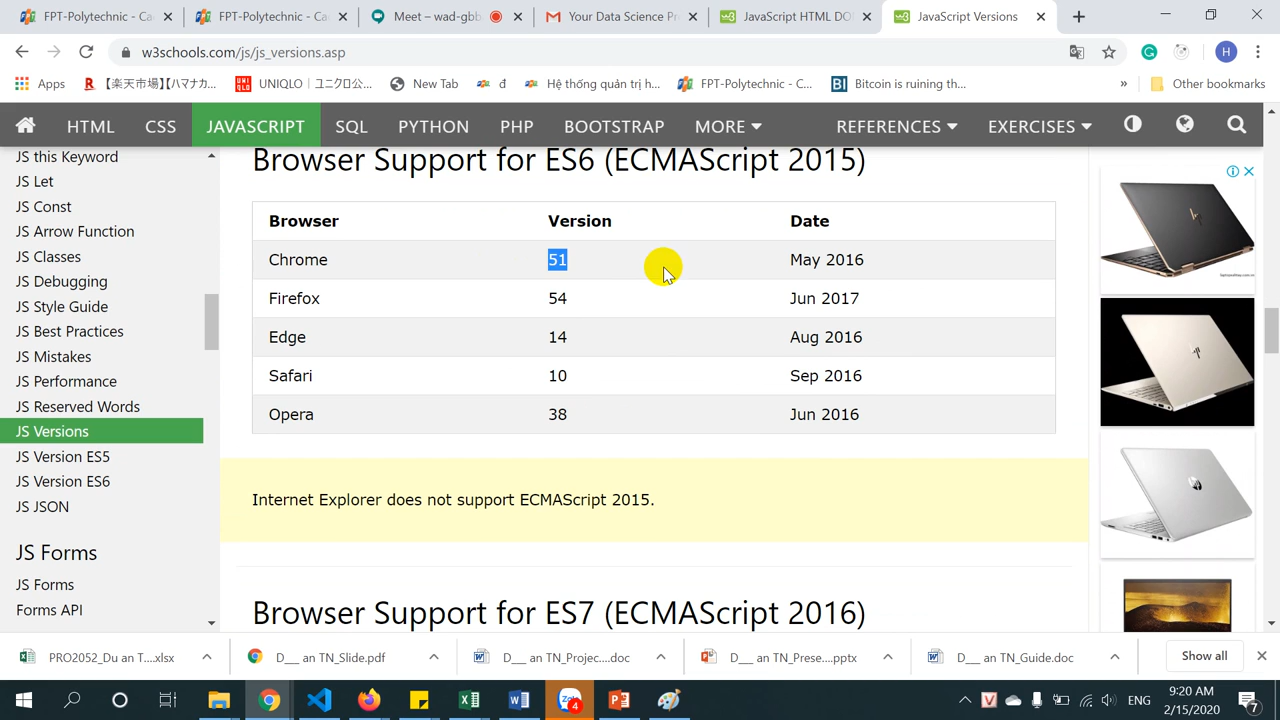 FPT-Polytechnic - Ca
FPT-Polytechnic - Ca
Meet – wad-gbb
Your Data Science Pr
JavaScript HTML DO
JavaScript Versions
w3schools.com/js/js_versions.asp
H
Apps
【楽天市場】【ハマナカ...
UNIQLO｜ユニクロ公...
New Tab
đ
Hệ thống quản trị h...
FPT-Polytechnic - C...
Bitcoin is ruining th...
»
Other bookmarks
HTML
CSS
JAVASCRIPT
SQL
PYTHON
PHP
BOOTSTRAP
MORE
REFERENCES
EXERCISES
JS this Keyword
JS Let
JS Const
JS Arrow Function
JS Classes
JS Debugging
JS Style Guide
JS Best Practices
JS Mistakes
JS Performance
JS Reserved Words
JS Versions
JS Version ES5
JS Version ES6
JS JSON
JS Forms
JS Forms
Forms API
Browser Support for ES6 (ECMAScript 2015)
Browser Version Date
Chrome 51 May 2016
Firefox 54 Jun 2017
Edge 14 Aug 2016
Safari 10 Sep 2016
Opera 38 Jun 2016
Internet Explorer does not support ECMAScript 2015.
Browser Support for ES7 (ECMAScript 2016)
PRO2052_Du an T....xlsx
D___ an TN_Slide.pdf
D___ an TN_Projec....doc
D___ an TN_Prese....pptx
D___ an TN_Guide.doc
Show all
Zalo
4
ENG
9:20 AM
2/15/2020
7